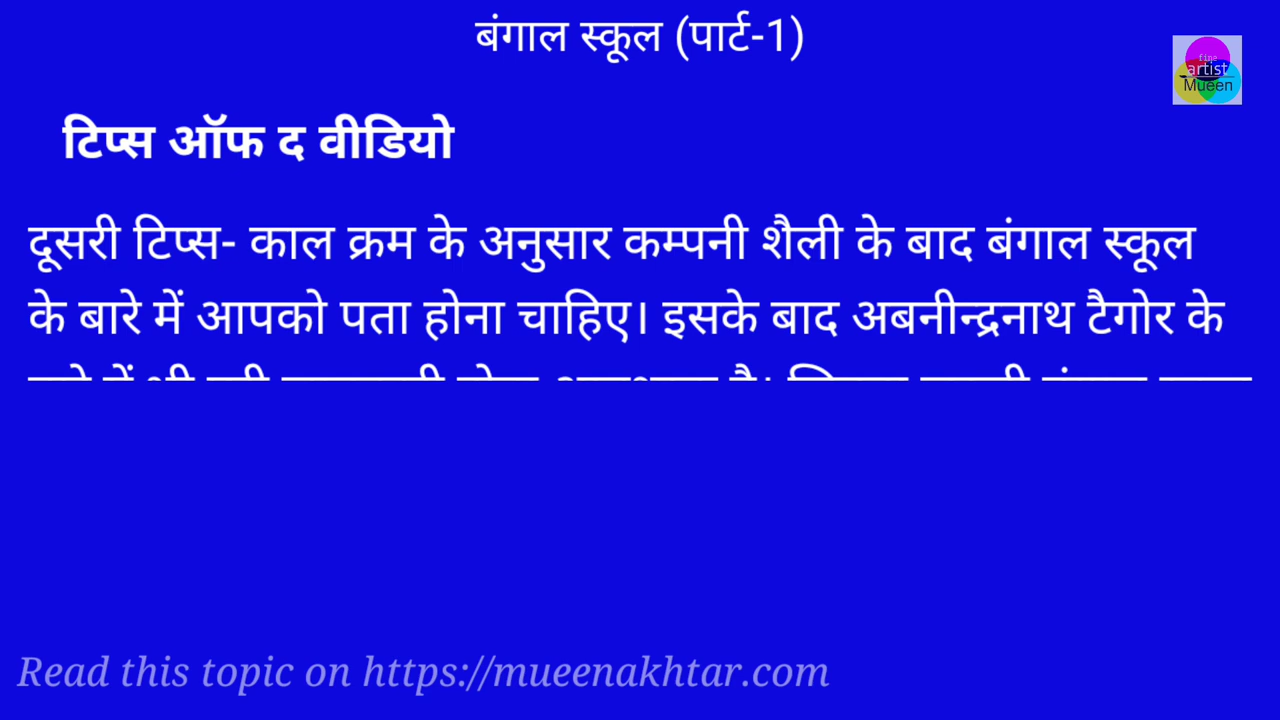 बंगाल स्कूल (पार्ट-1)
fine
artist
Mueen
टिप्स ऑफ द वीडियो
दूसरी टिप्स- काल क्रम के अनुसार कम्पनी शैली के बाद बंगाल स्कूल
के बारे में आपको पता होना चाहिए। इसके बाद अबनीन्द्रनाथ टैगोर के
Read this topic on https://mueenakhtar.com